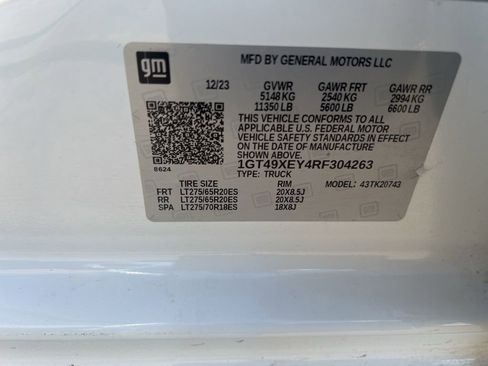 gm
MFD BY GENERAL MOTORS LLC
12/23 GVWR GAWR FRT GAWR RR
5148 KG 2540 KG 2994 KG
11350 LB 5600 LB 6600 LB
THIS VEHICLE CONFORMS TO ALL
APPLICABLE U.S. FEDERAL MOTOR
VEHICLE SAFETY STANDARDS IN EFFECT
ON THE DATE OF MANUFACTURE
SHOWN ABOVE.
1GT49XEY4RF304263
8624
TYPE: TRUCK
TIRE SIZE RIM MODEL: 43TK20743
FRT LT275/65R20ES 20X8.5J
RR LT275/65R20ES 20X8.5J
SPA LT275/70R18ES 18X8J